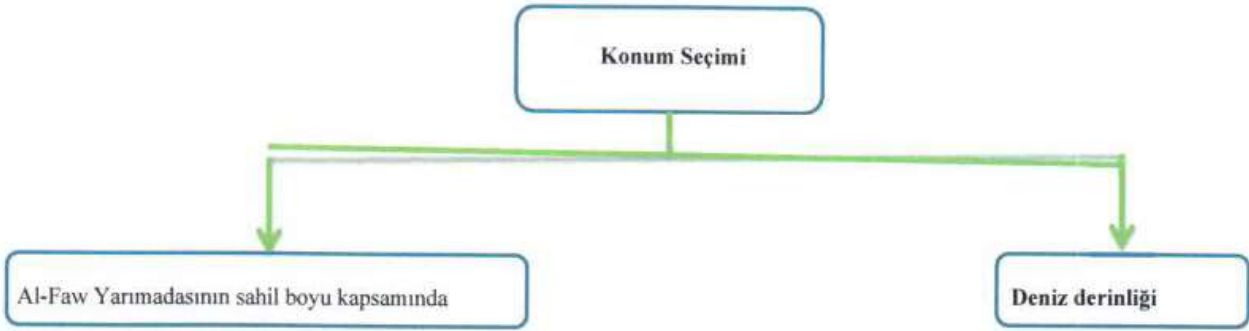 Konum Seçimi
Al-Faw Yarımadasının sahil boyu kapsamında
Deniz derinliği